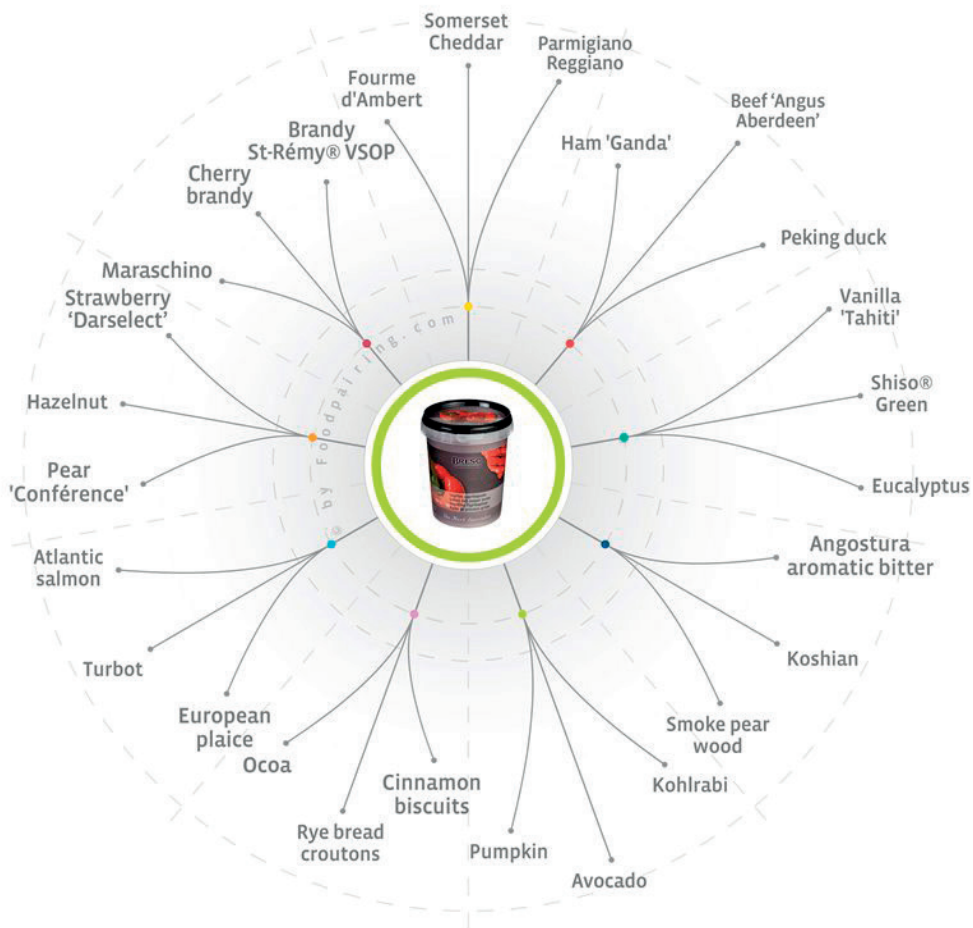 Somerset
Cheddar
Parmigiano
Reggiano
Fourme
d'Ambert
Beef ‘Angus
Aberdeen’
Brandy
St-Rémy® VSOP
Ham 'Ganda'
Cherry
brandy
Peking duck
Maraschino
Strawberry
‘Darselect’
Vanilla
'Tahiti'
Hazelnut
Shiso®
Green
Pear
'Conférence'
Eucalyptus
© by Foodpairing.com
BRESC
Atlantic
salmon
Angostura
aromatic bitter
Turbot
Koshian
European
plaice
Smoke pear
wood
Ocoa
Cinnamon
biscuits
Kohlrabi
Rye bread
croutons
Pumpkin
Avocado